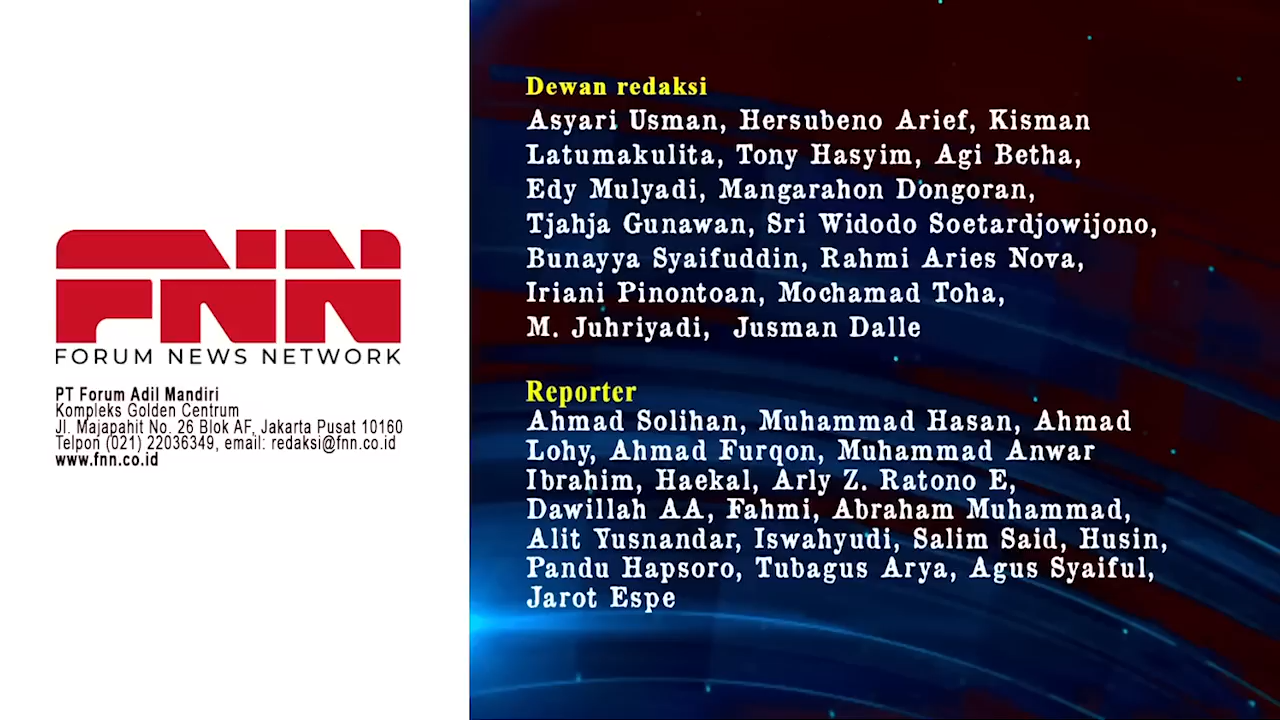 FNN
FORUM NEWS NETWORK
PT Forum Adil Mandiri
Kompleks Golden Centrum
Jl. Majapahit No. 26 Blok AF, Jakarta Pusat 10160
Telpon (021) 22036349, email: redaksi@fnn.co.id
www.fnn.co.id
Dewan redaksi
Asyari Usman, Hersubeno Arief, Kisman
Latumakulita, Tony Hasyim, Agi Betha,
Edy Mulyadi, Mangarahon Dongoran,
Tjahja Gunawan, Sri Widodo Soetardjowijono,
Bunayya Syaifuddin, Rahmi Aries Nova,
Iriani Pinontoan, Mochamad Toha,
M. Juhriyadi, Jusman Dalle
Reporter
Ahmad Solihan, Muhammad Hasan, Ahmad
Lohy, Ahmad Furqon, Muhammad Anwar
Ibrahim, Haekal, Arly Z. Ratono E,
Dawillah AA, Fahmi, Abraham Muhammad,
Alit Yusnandar, Iswahyudi, Salim Said, Husin,
Pandu Hapsoro, Tubagus Arya, Agus Syaiful,
Jarot Espe